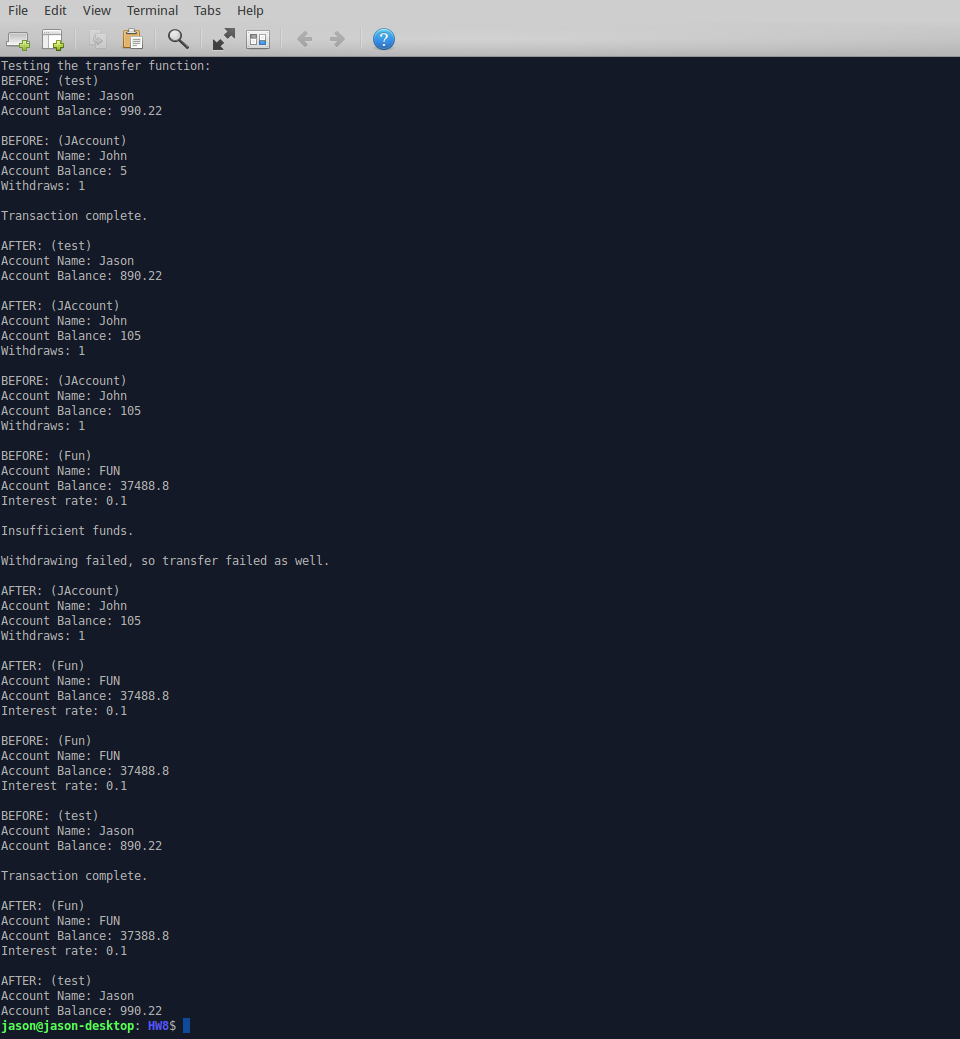 File Edit View Terminal Tabs Help
?
Testing the transfer function:
BEFORE: (test)
Account Name: Jason
Account Balance: 990.22
BEFORE: (JAccount)
Account Name: John
Account Balance: 5
Withdraws: 1
Transaction complete.
AFTER: (test)
Account Name: Jason
Account Balance: 890.22
AFTER: (JAccount)
Account Name: John
Account Balance: 105
Withdraws: 1
BEFORE: (JAccount)
Account Name: John
Account Balance: 105
Withdraws: 1
BEFORE: (Fun)
Account Name: FUN
Account Balance: 37488.8
Interest rate: 0.1
Insufficient funds.
Withdrawing failed, so transfer failed as well.
AFTER: (JAccount)
Account Name: John
Account Balance: 105
Withdraws: 1
AFTER: (Fun)
Account Name: FUN
Account Balance: 37488.8
Interest rate: 0.1
BEFORE: (Fun)
Account Name: FUN
Account Balance: 37488.8
Interest rate: 0.1
BEFORE: (test)
Account Name: Jason
Account Balance: 890.22
Transaction complete.
AFTER: (Fun)
Account Name: FUN
Account Balance: 37388.8
Interest rate: 0.1
AFTER: (test)
Account Name: Jason
Account Balance: 990.22
jason@jason-desktop: HW8$